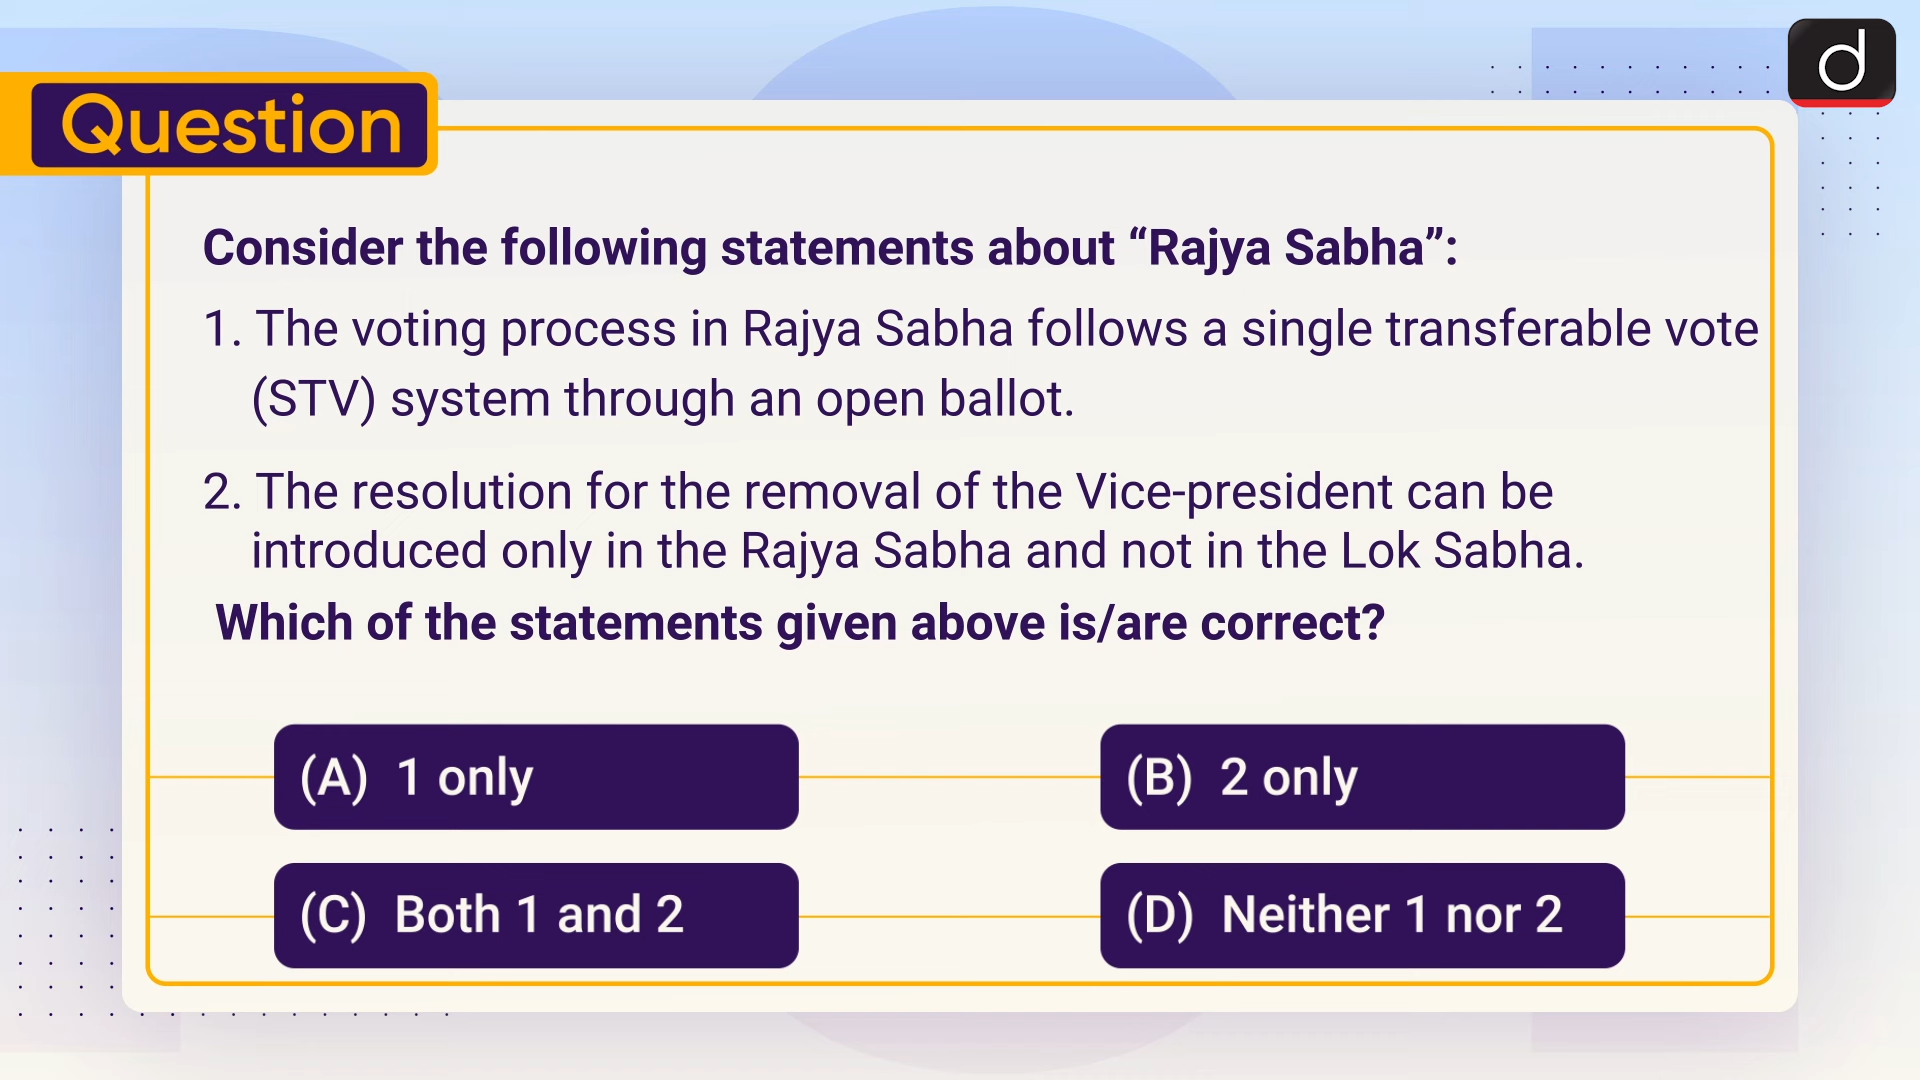 Question
Consider the following statements about “Rajya Sabha”:
1. The voting process in Rajya Sabha follows a single transferable vote
(STV) system through an open ballot.
2. The resolution for the removal of the Vice-president can be
introduced only in the Rajya Sabha and not in the Lok Sabha.
Which of the statements given above is/are correct?
(A) 1 only
(B) 2 only
(C) Both 1 and 2
(D) Neither 1 nor 2
d